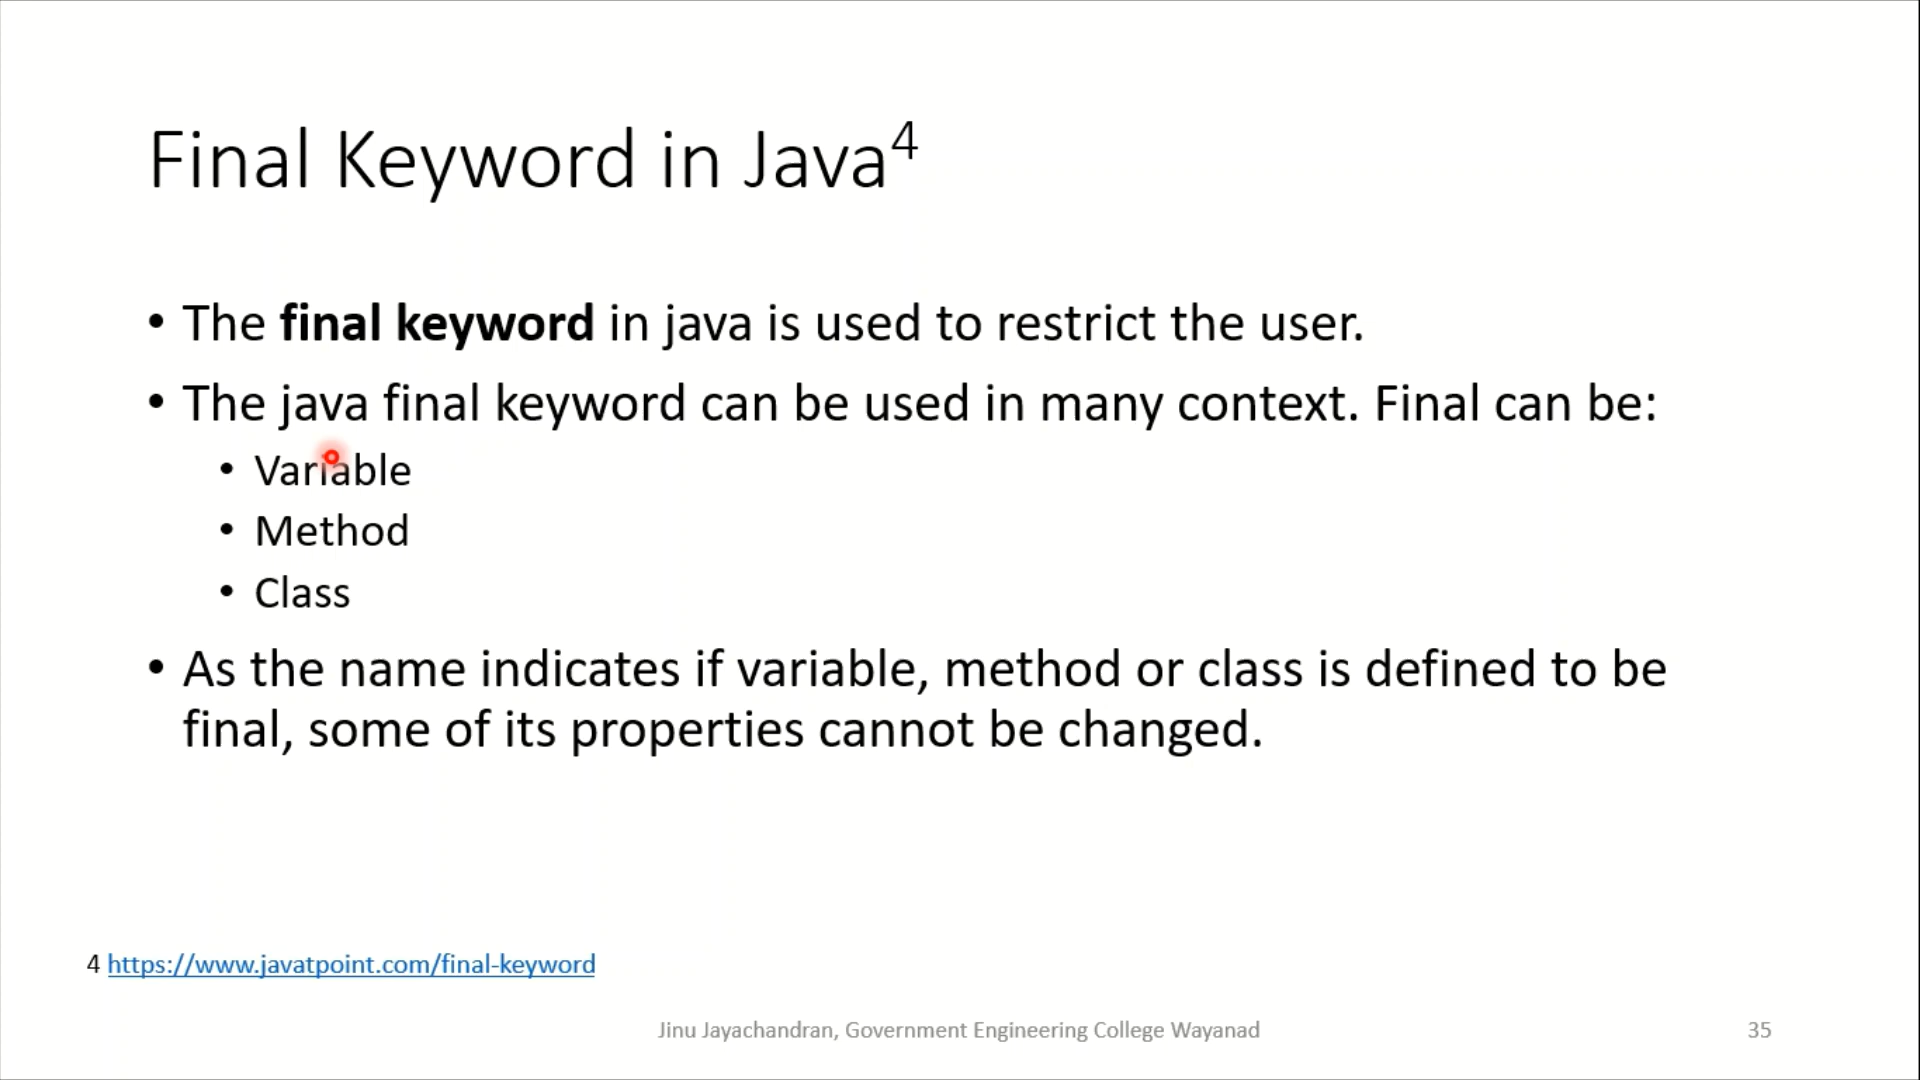 Final Keyword in Java⁴
• The final keyword in java is used to restrict the user.
• The java final keyword can be used in many context. Final can be:
• Variable
• Method
• Class
• As the name indicates if variable, method or class is defined to be
final, some of its properties cannot be changed.
4 https://www.javatpoint.com/final-keyword
Jinu Jayachandran, Government Engineering College Wayanad
35